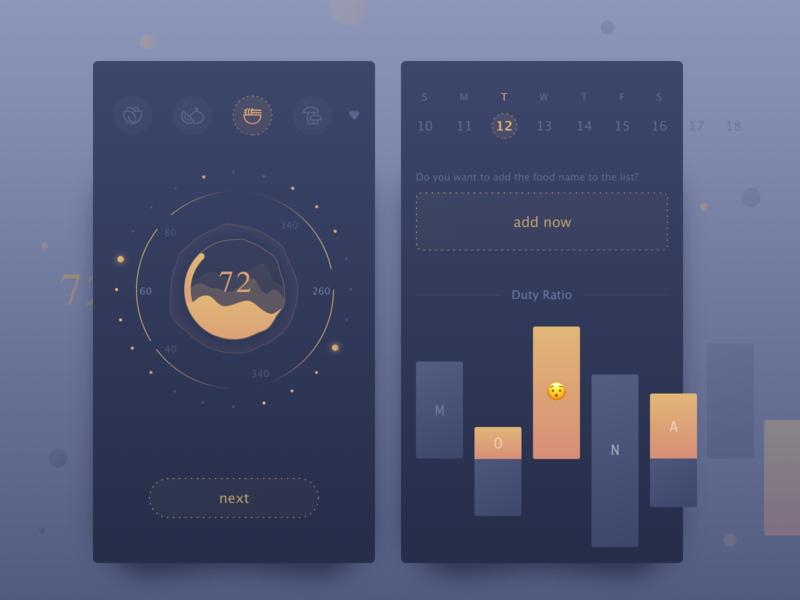 80
140
72
60
260
40
340
next
S M T W T F S
10 11 12 13 14 15 16 17 18
Do you want to add the food name to the list?
add now
Duty Ratio
M
O
N
A
72